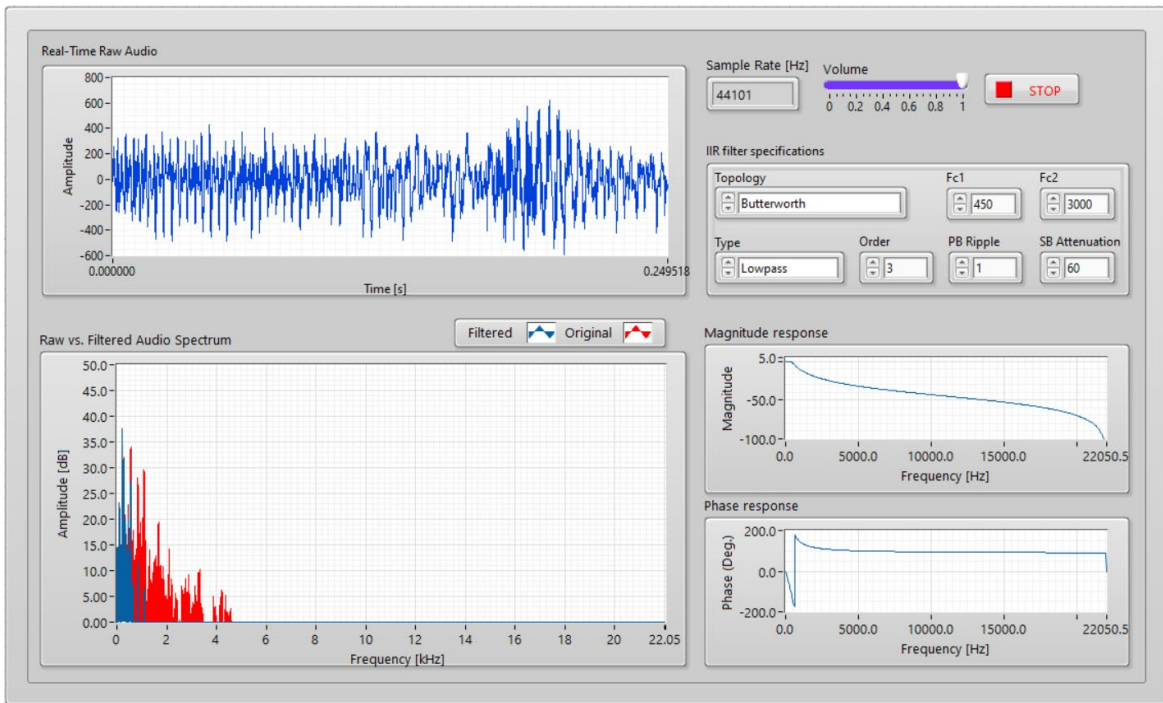 Real-Time Raw Audio
Amplitude
800
600
400
200
0
-200
-400
-600
0.000000 0.249518
Time [s]
Sample Rate [Hz]
44101
Volume
0 0.2 0.4 0.6 0.8 1
STOP
IIR filter specifications
Topology Fc1 Fc2
Butterworth 450 3000
Type Order PB Ripple SB Attenuation
Lowpass 3 1 60
Raw vs. Filtered Audio Spectrum
Filtered Original
Amplitude [dB]
50.0
45.0
40.0
35.0
30.0
25.0
20.0
15.0
10.0
5.00
0.00
0 2 4 6 8 10 12 14 16 18 20 22.05
Frequency [kHz]
Magnitude response
Magnitude
5.0
-50.0
-100.0
0.0 5000.0 10000.0 15000.0 22050.5
Frequency [Hz]
Phase response
Phase (Deg.)
200.0
0.0
-200.0
0.0 5000.0 10000.0 15000.0 22050.5
Frequency [Hz]